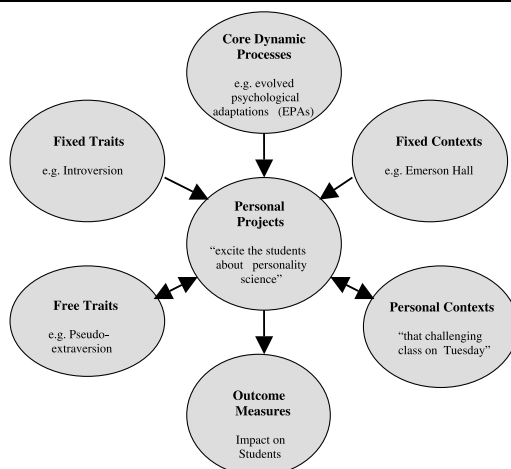 Core Dynamic
Processes
e.g. evolved
psychological
adaptations (EPAs)
Fixed Traits
e.g. Introversion
Fixed Contexts
e.g. Emerson Hall
Personal
Projects
“excite the students
about personality
science”
Free Traits
e.g. Pseudo-
extraversion
Personal Contexts
“that challenging
class on Tuesday”
Outcome
Measures
Impact on
Students